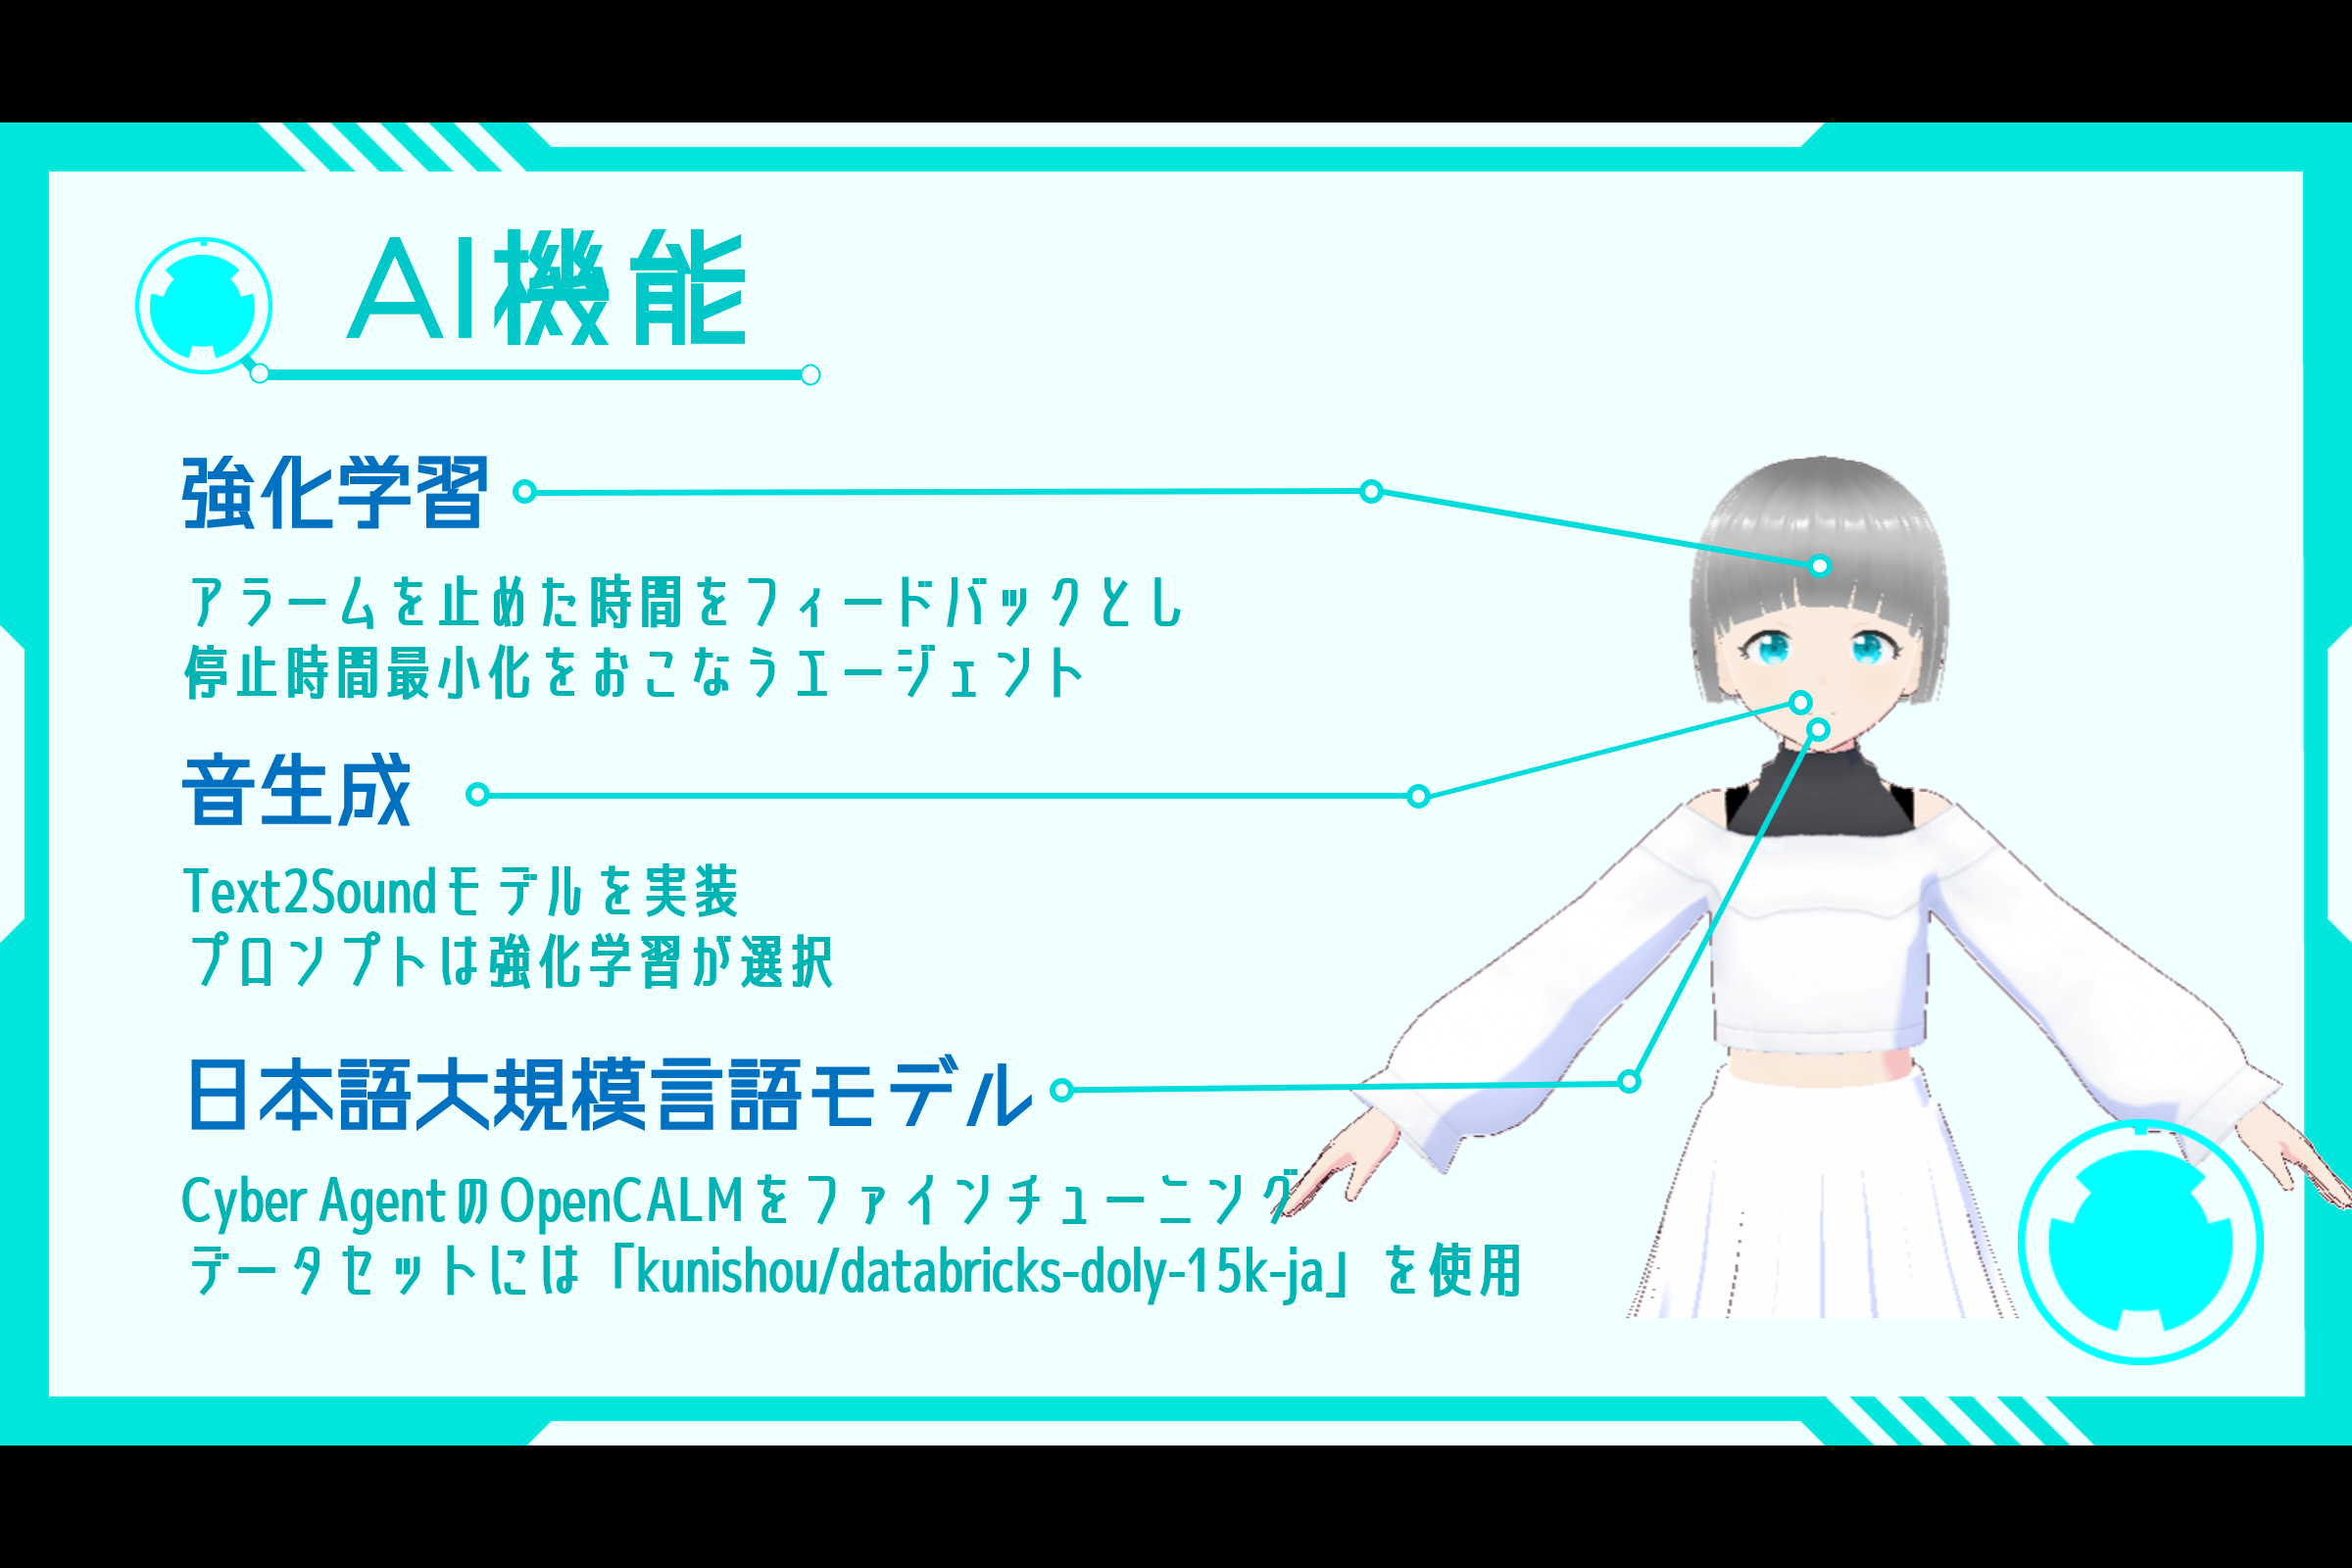 AI機能
強化学習
アラームを止めた時間をフィードバックとし
停止時間最小化をおこなうエージェント
音生成
Text2Soundモデルを実装
プロンプトは強化学習が選択
日本語大規模言語モデル
Cyber AgentのOpenCALMをファインチューニング
データセットには「kunishou/databricks-doly-15k-ja」を使用